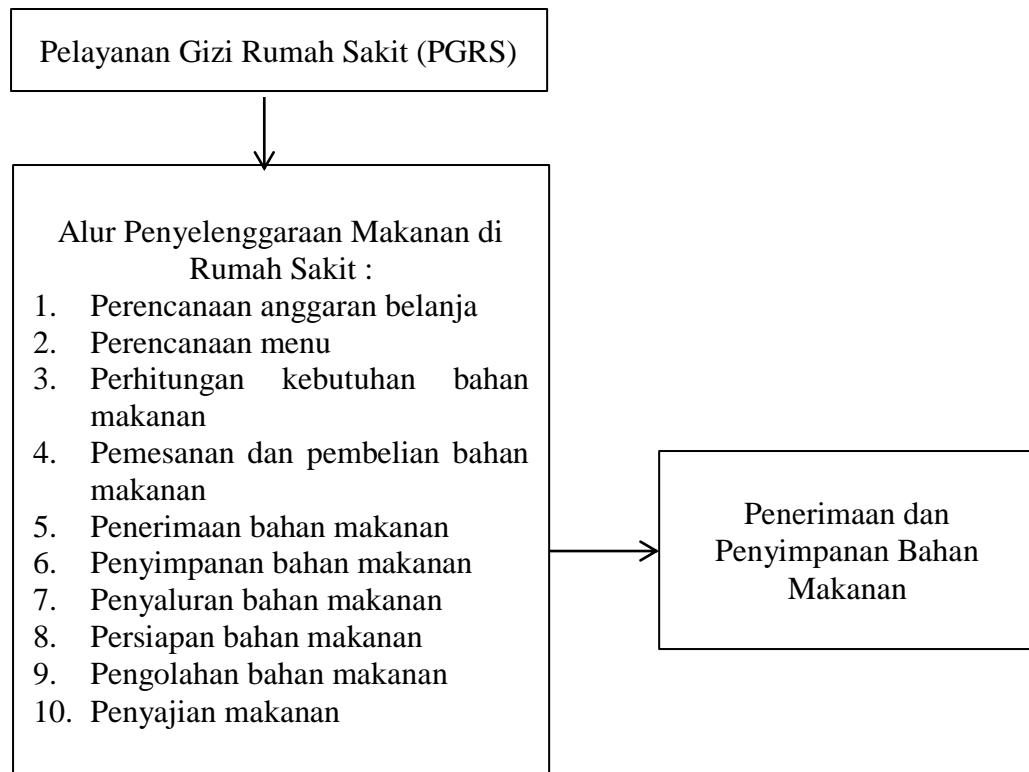 Pelayanan Gizi Rumah Sakit (PGRS)
Alur Penyelenggaraan Makanan di
Rumah Sakit :
1. Perencanaan anggaran belanja
2. Perencanaan menu
3. Perhitungan kebutuhan bahan
makanan
4. Pemesanan dan pembelian bahan
makanan
5. Penerimaan bahan makanan
6. Penyimpanan bahan makanan
7. Penyaluran bahan makanan
8. Persiapan bahan makanan
9. Pengolahan bahan makanan
10. Penyajian makanan
Penerimaan dan
Penyimpanan Bahan
Makanan